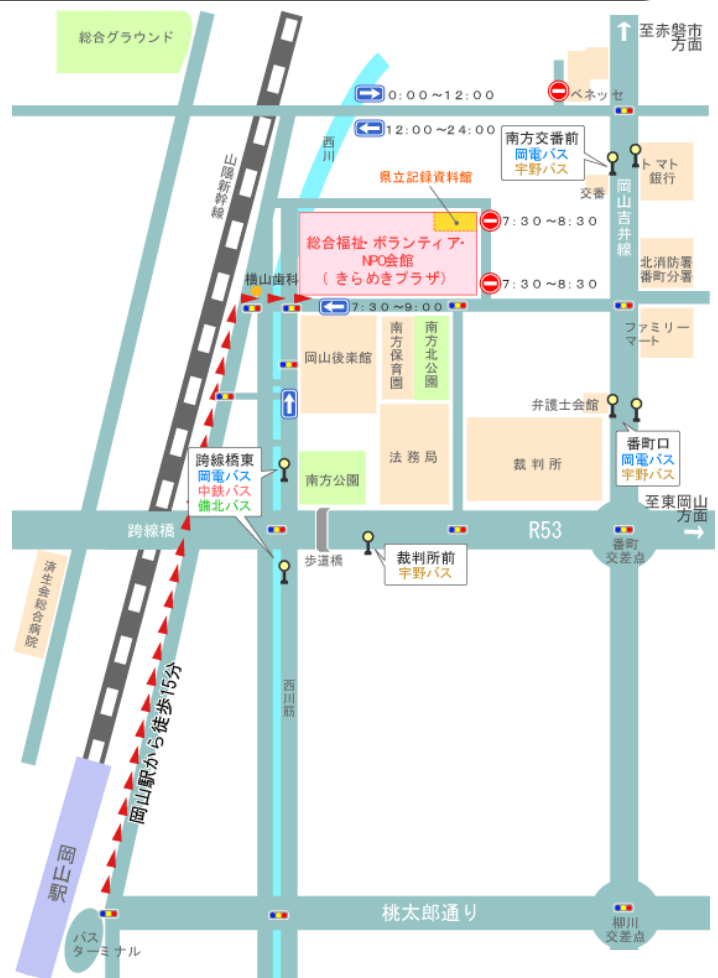 総合グラウンド
至赤磐市
方面
ベネッセ
0:00～12:00
12:00～24:00
西川
山陽新幹線
南方交番前
岡電バス
宇野バス
トマト
銀行
交番
県立記録資料館
岡山吉井線
7:30～8:30
総合福祉・ボランティア・
NPO会館
（きらめきプラザ）
北消防署
番町分署
横山歯科
7:30～8:30
7:30～9:00
ファミリー
マート
岡山後楽館
南方保育園
南方北公園
弁護士会館
跨線橋東
岡電バス
中鉄バス
備北バス
南方公園
法務局
裁判所
番町口
岡電バス
宇野バス
至東岡山
方面
跨線橋
R53
番町
交差点
歩道橋
裁判所前
宇野バス
済生会総合病院
岡山駅から徒歩15分
西川筋
岡山駅
桃太郎通り
柳川
交差点
バス
ターミナル